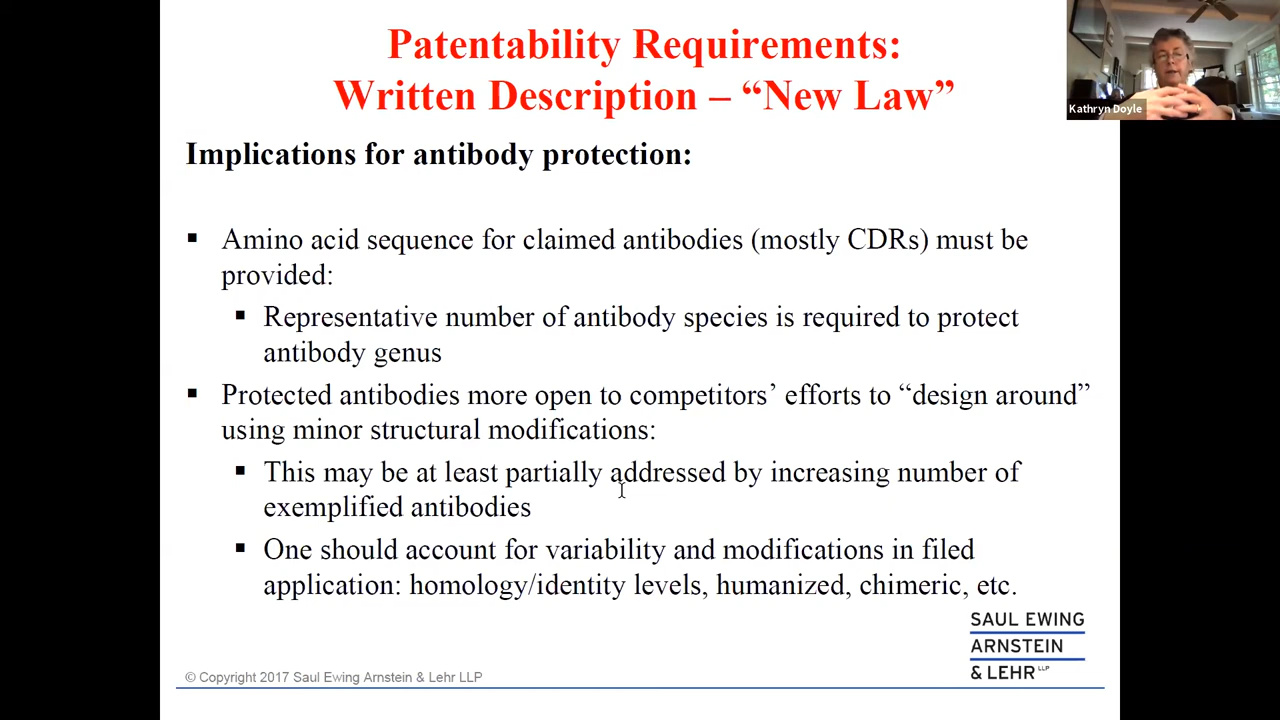 Patentability Requirements:
Written Description – “New Law”
Kathryn Doyle
Implications for antibody protection:
▪ Amino acid sequence for claimed antibodies (mostly CDRs) must be
provided:
▪ Representative number of antibody species is required to protect
antibody genus
▪ Protected antibodies more open to competitors’ efforts to “design around”
using minor structural modifications:
▪ This may be at least partially addressed by increasing number of
exemplified antibodies
▪ One should account for variability and modifications in filed
application: homology/identity levels, humanized, chimeric, etc.
SAUL EWING
ARNSTEIN
& LEHR LLP
© Copyright 2017 Saul Ewing Arnstein & Lehr LLP